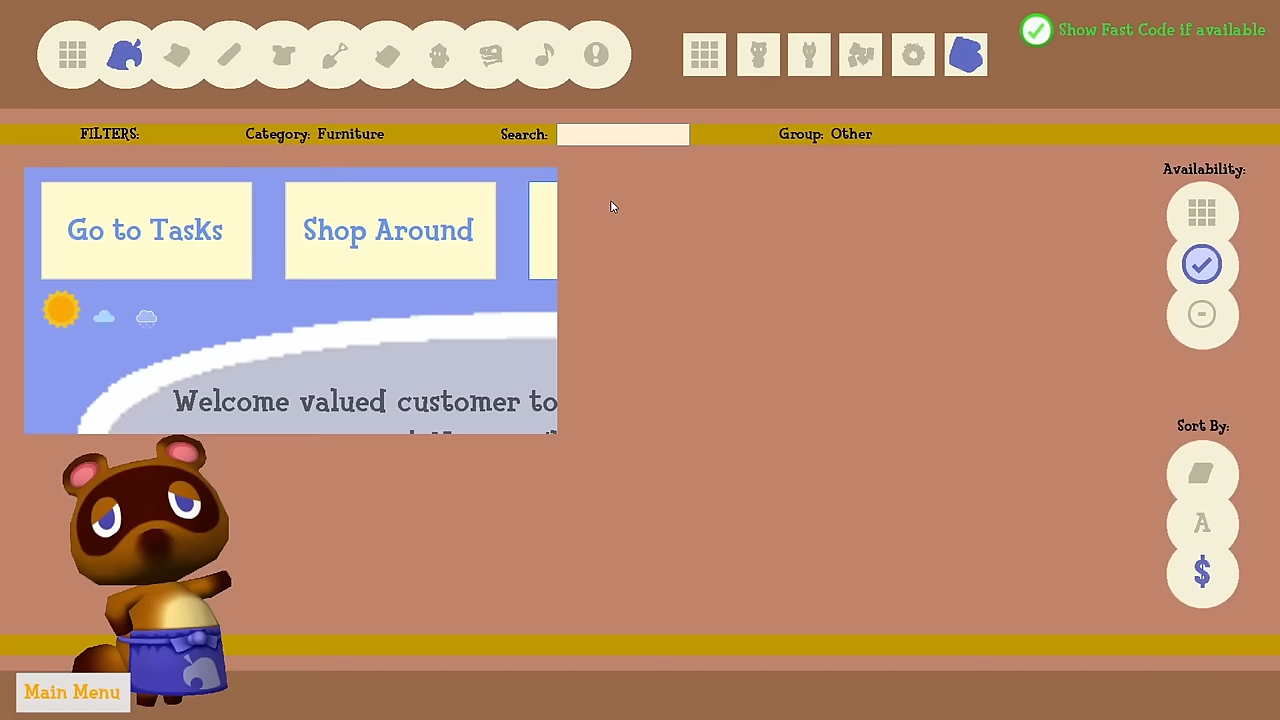 Show Fast Code if available
FILTERS: Category: Furniture Search: Group: Other
Availability:
Go to Tasks Shop Around
Welcome valued customer to
Sort By:
A
$
Main Menu